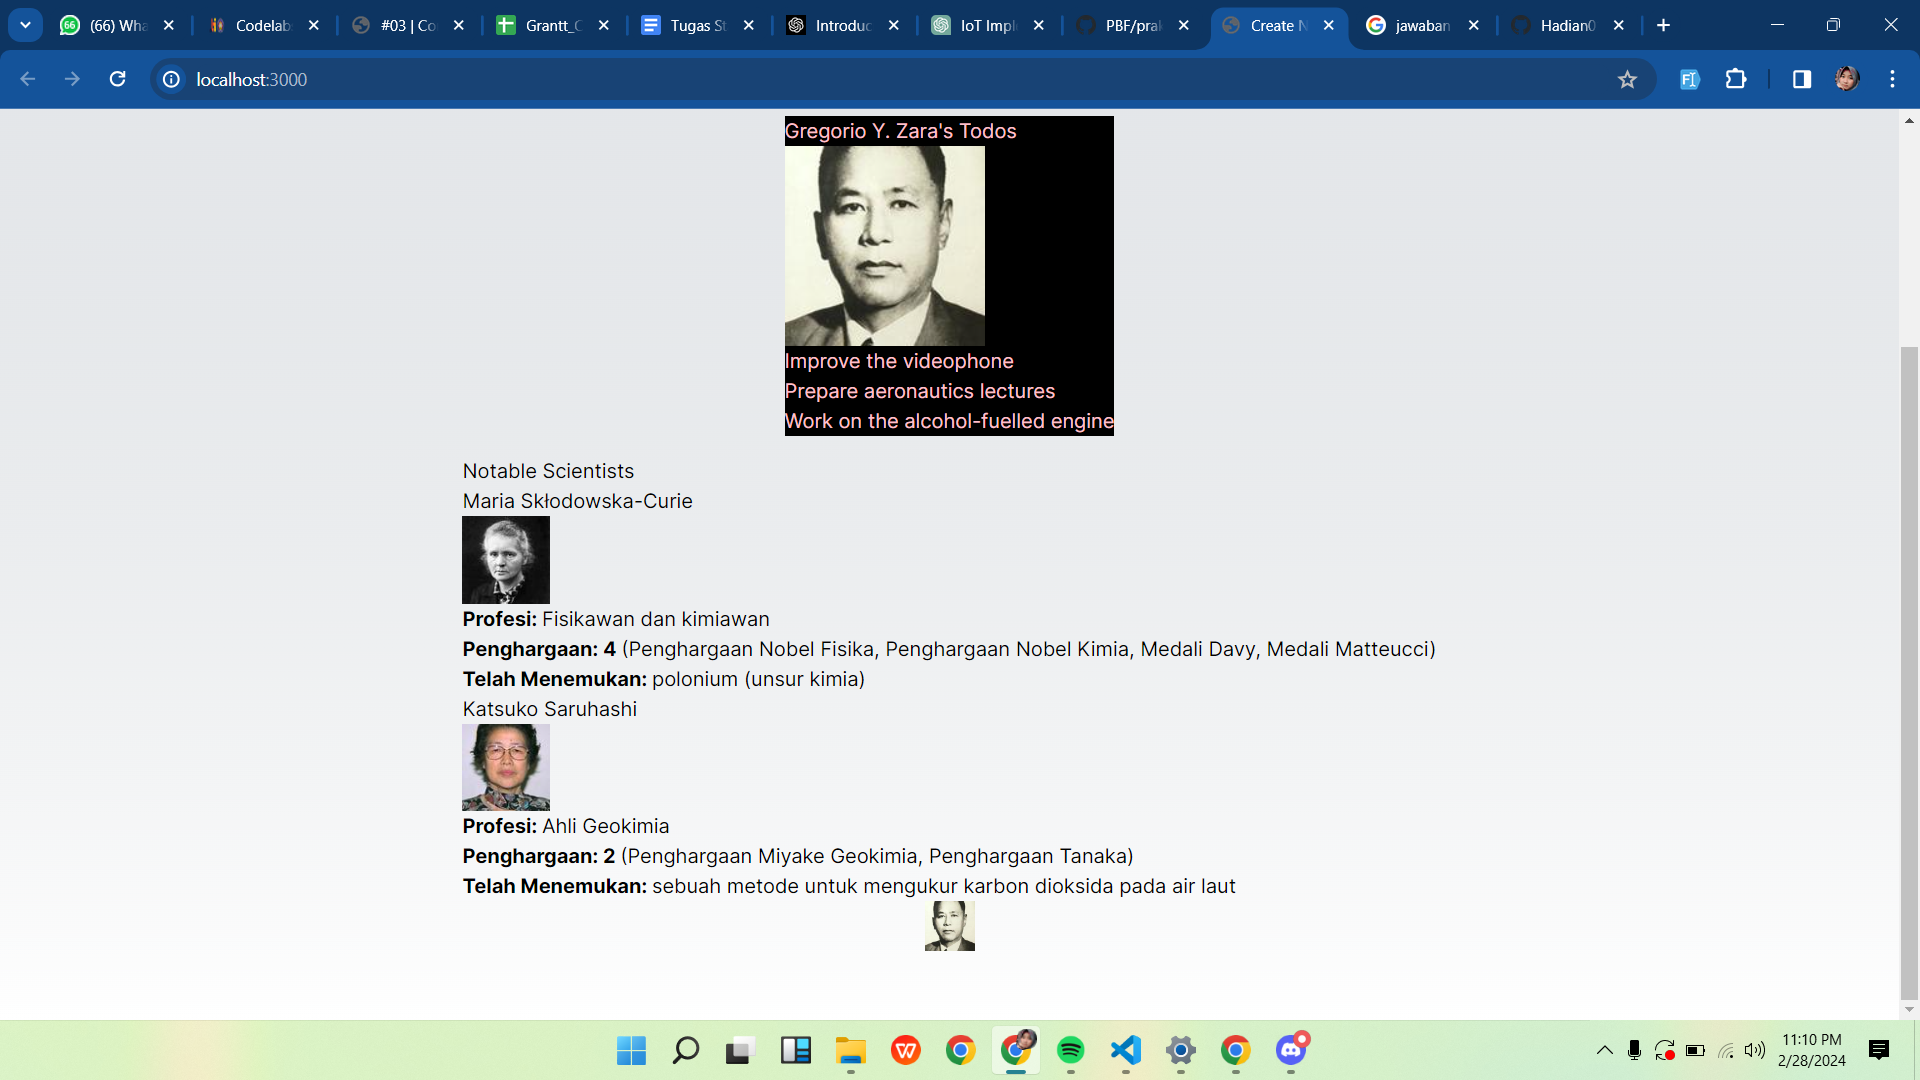 (66) Wha
Codelab
#03 | Co
Grantt_C
Tugas St
Introduc
IoT Impl
PBF/prak
Create N
jawaban
Hadian0
localhost:3000
Gregorio Y. Zara's Todos
Improve the videophone
Prepare aeronautics lectures
Work on the alcohol-fuelled engine
Notable Scientists
Maria Skłodowska-Curie
Profesi: Fisikawan dan kimiawan
Penghargaan: 4 (Penghargaan Nobel Fisika, Penghargaan Nobel Kimia, Medali Davy, Medali Matteucci)
Telah Menemukan: polonium (unsur kimia)
Katsuko Saruhashi
Profesi: Ahli Geokimia
Penghargaan: 2 (Penghargaan Miyake Geokimia, Penghargaan Tanaka)
Telah Menemukan: sebuah metode untuk mengukur karbon dioksida pada air laut
11:10 PM
2/28/2024